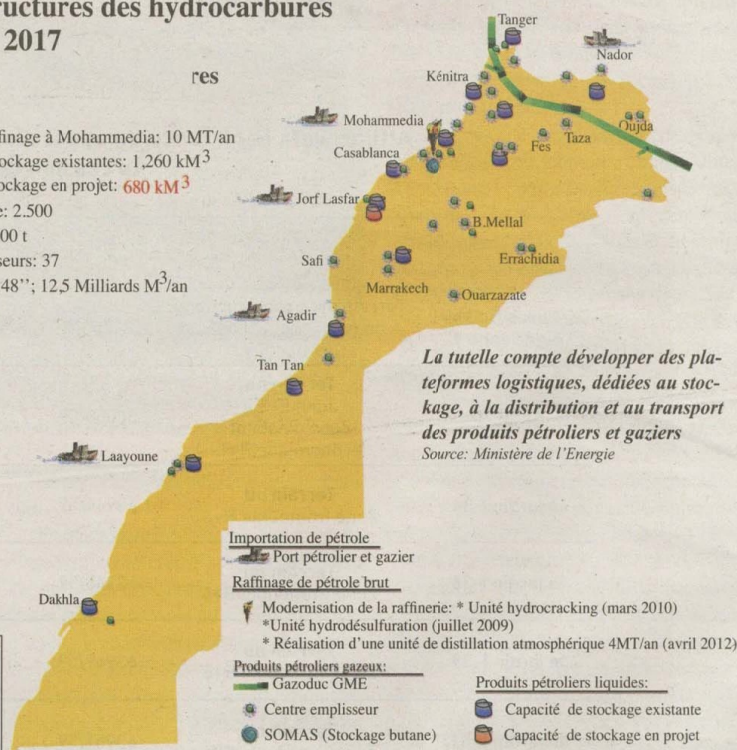 ructures des hydrocarbures
2017
res
finage à Mohammedia: 10 MT/an
ockage existantes: 1,260 kM³
ockage en projet: 680 kM³
e: 2.500
00 t
seurs: 37
48’’; 12,5 Milliards M³/an
Tanger
Nador
Kénitra
Mohammedia
Oujda
Taza
Fes
Casablanca
Jorf Lasfar
B.Mellal
Safi
Errachidia
Marrakech
Ouarzazate
Agadir
Tan Tan
La tutelle compte développer des pla-
teformes logistiques, dédiées au stoc-
kage, à la distribution et au transport
des produits pétroliers et gaziers
Source: Ministère de l’Energie
Laayoune
Dakhla
Importation de pétrole
Port pétrolier et gazier
Raffinage de pétrole brut
Modernisation de la raffinerie: * Unité hydrocracking (mars 2010)
*Unité hydrodésulfuration (juillet 2009)
* Réalisation d’une unité de distillation atmosphérique 4MT/an (avril 2012)
Produits pétroliers gazeux:
Gazoduc GME
Centre emplisseur
SOMAS (Stockage butane)
Produits pétroliers liquides:
Capacité de stockage existante
Capacité de stockage en projet